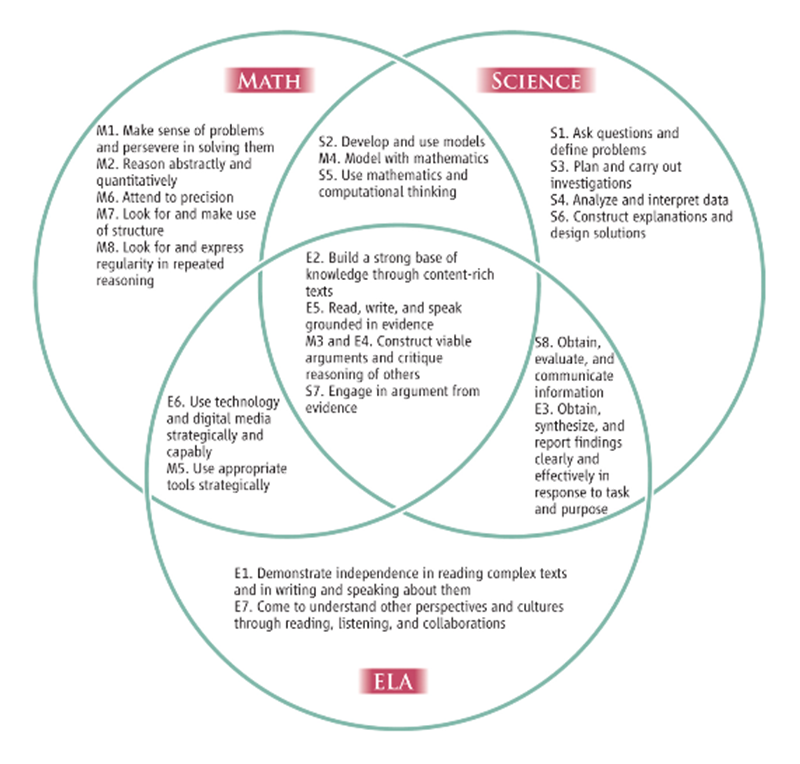 MATH
SCIENCE
M1. Make sense of problems
and persevere in solving them
M2. Reason abstractly and
quantitatively
M6. Attend to precision
M7. Look for and make use
of structure
M8. Look for and express
regularity in repeated
reasoning
S2. Develop and use models
M4. Model with mathematics
S5. Use mathematics and
computational thinking
S1. Ask questions and
define problems
S3. Plan and carry out
investigations
S4. Analyze and interpret data
S6. Construct explanations and
design solutions
E2. Build a strong base of
knowledge through content-rich
texts
E5. Read, write, and speak
grounded in evidence
M3 and E4. Construct viable
arguments and critique
reasoning of others
S7. Engage in argument from
evidence
E6. Use technology
and digital media
strategically and
capably
M5. Use appropriate
tools strategically
S8. Obtain,
evaluate, and
communicate
information
E3. Obtain,
synthesize, and
report findings
clearly and
effectively in
response to task
and purpose
E1. Demonstrate independence in reading complex texts
and in writing and speaking about them
E7. Come to understand other perspectives and cultures
through reading, listening, and collaborations
ELA